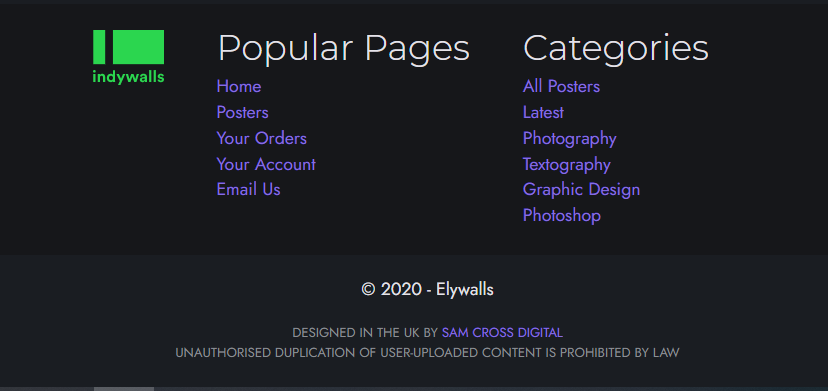 indywalls
Popular Pages
Home
Posters
Your Orders
Your Account
Email Us
Categories
All Posters
Latest
Photography
Textography
Graphic Design
Photoshop
© 2020 - Elywalls
DESIGNED IN THE UK BY SAM CROSS DIGITAL
UNAUTHORISED DUPLICATION OF USER-UPLOADED CONTENT IS PROHIBITED BY LAW